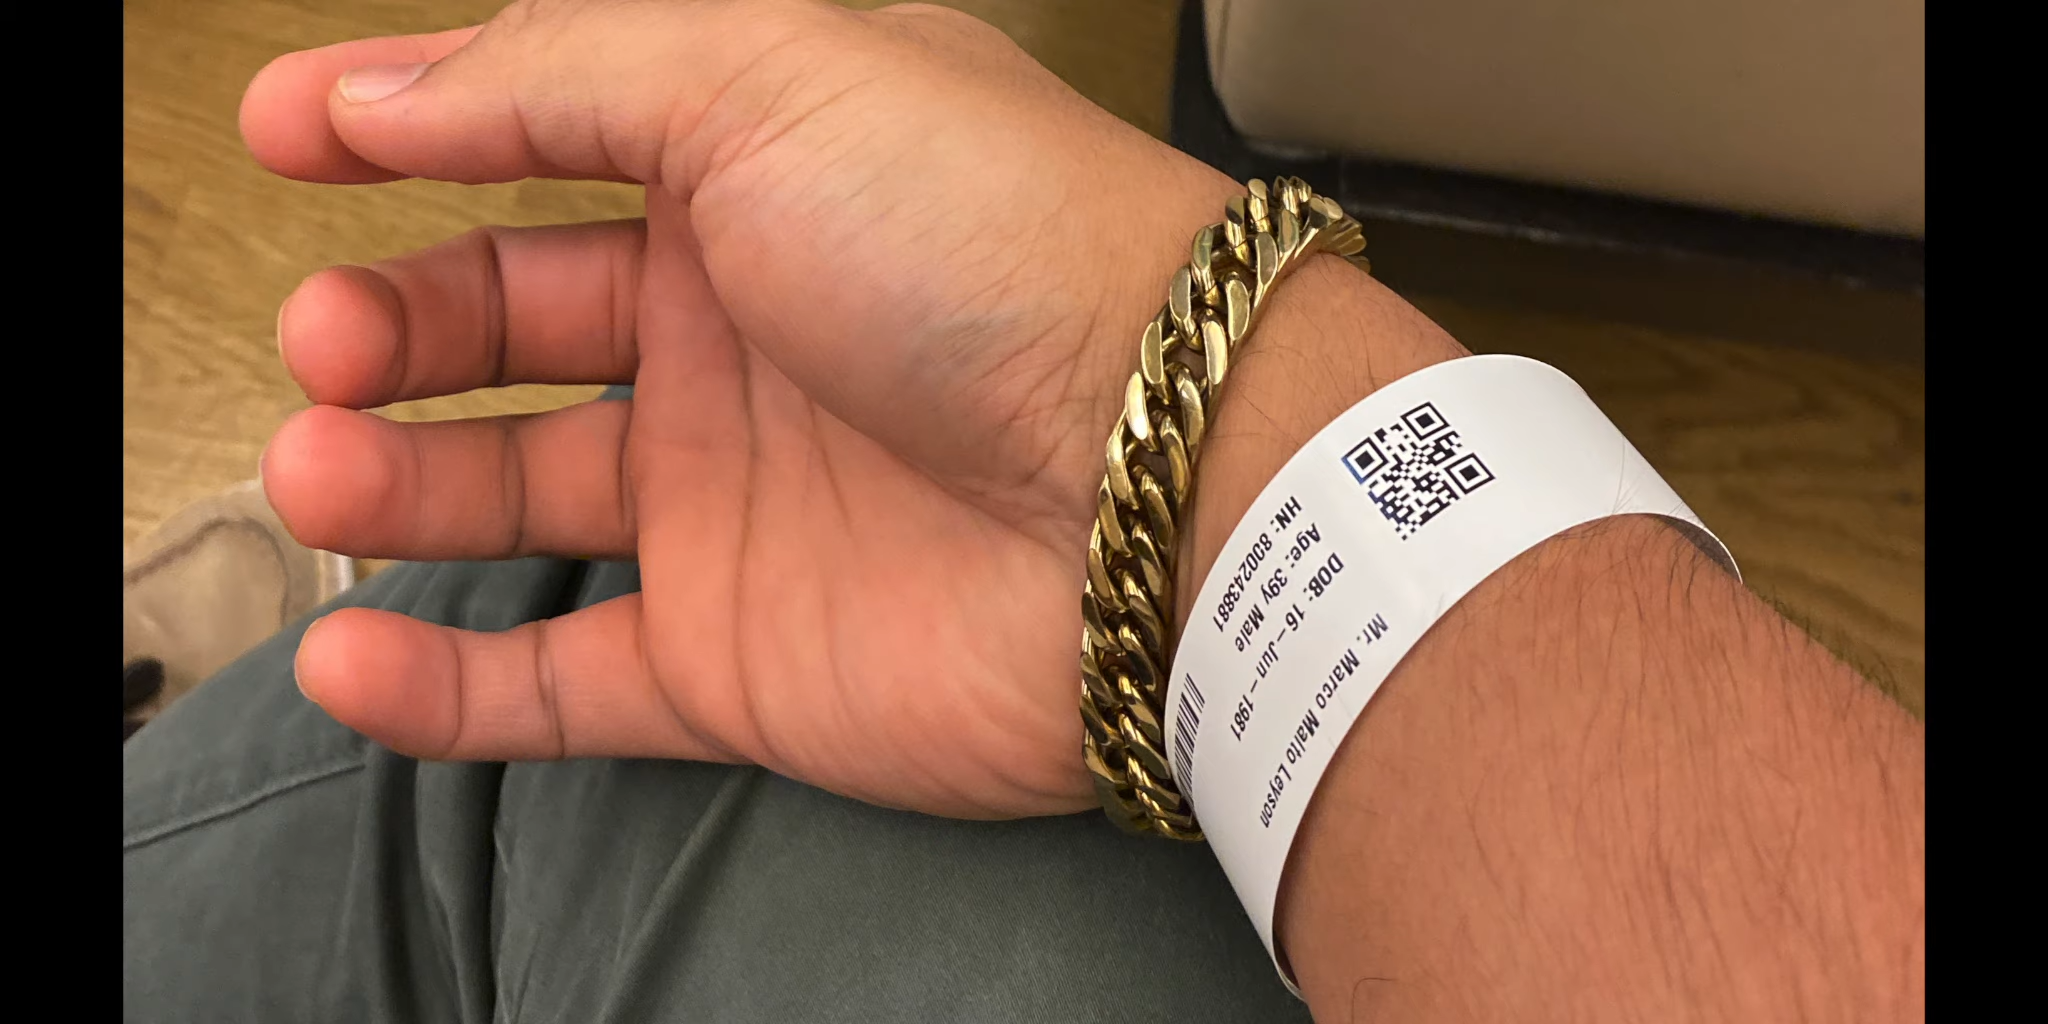 Mr. Marco Malto Leyson
DOB: 16-Jun-1981
Age: 39y Male
HN: 800243881